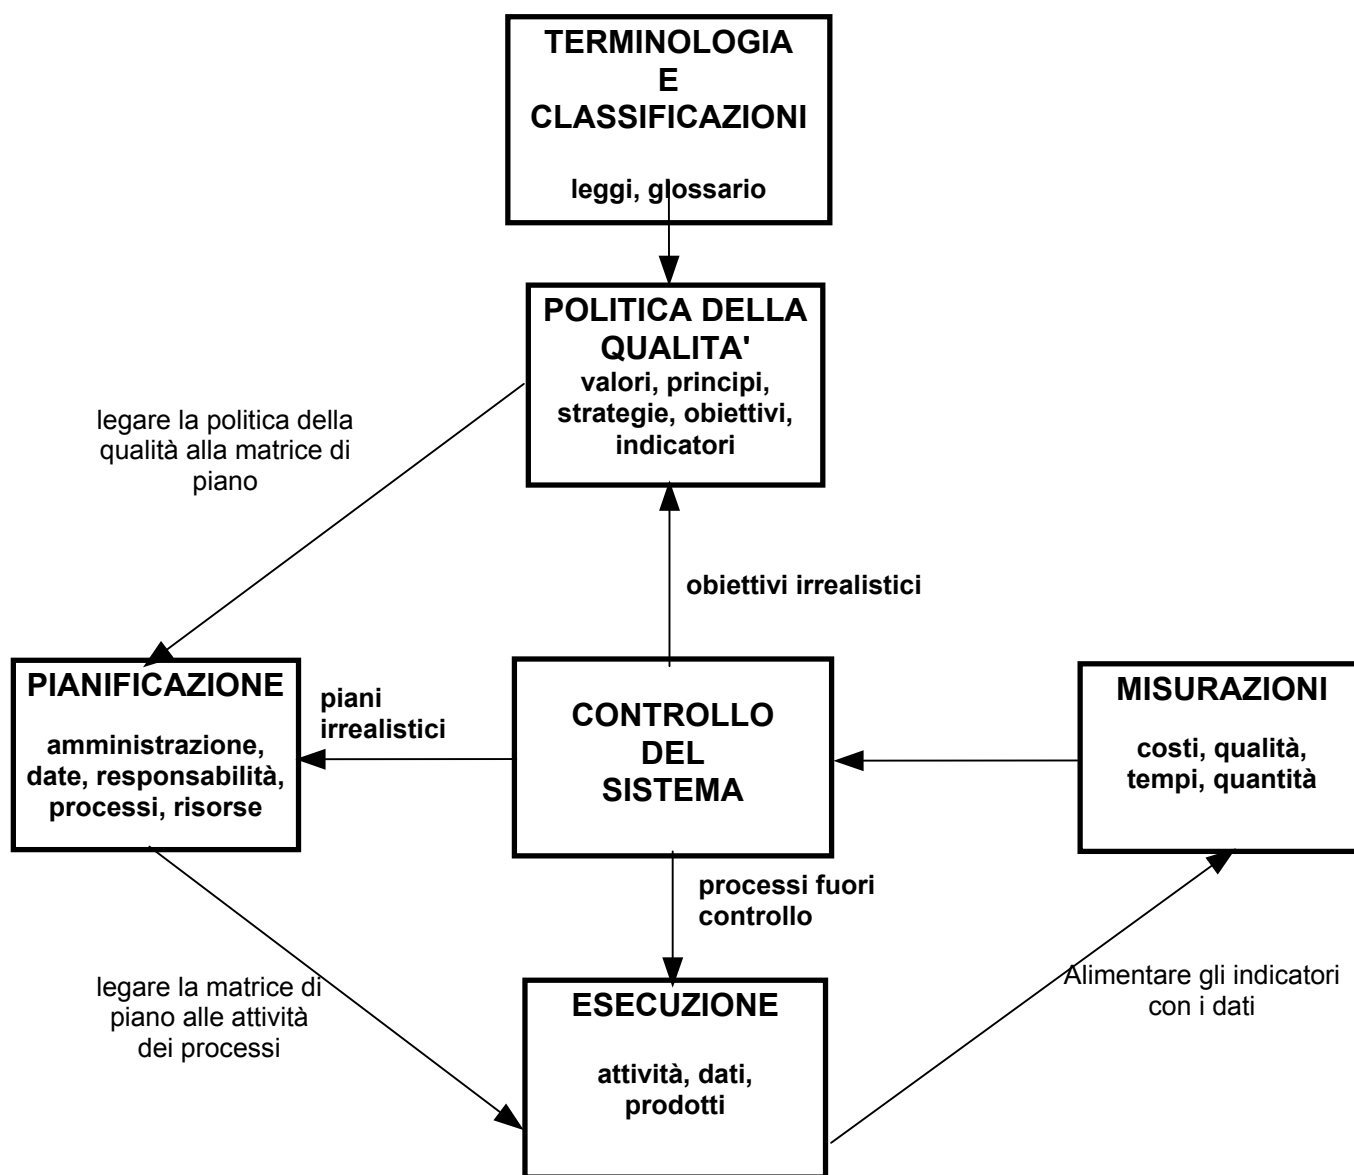 TERMINOLOGIA
E
CLASSIFICAZIONI
leggi, glossario
POLITICA DELLA
QUALITA'
valori, principi,
strategie, obiettivi,
indicatori
legare la politica della
qualità alla matrice di
piano
obiettivi irrealistici
PIANIFICAZIONE
amministrazione,
date, responsabilità,
processi, risorse
piani
irrealistici
CONTROLLO
DEL
SISTEMA
MISURAZIONI
costi, qualità,
tempi, quantità
processi fuori
controllo
legare la matrice di
piano alle attività
dei processi
ESECUZIONE
attività, dati,
prodotti
Alimentare gli indicatori
con i dati